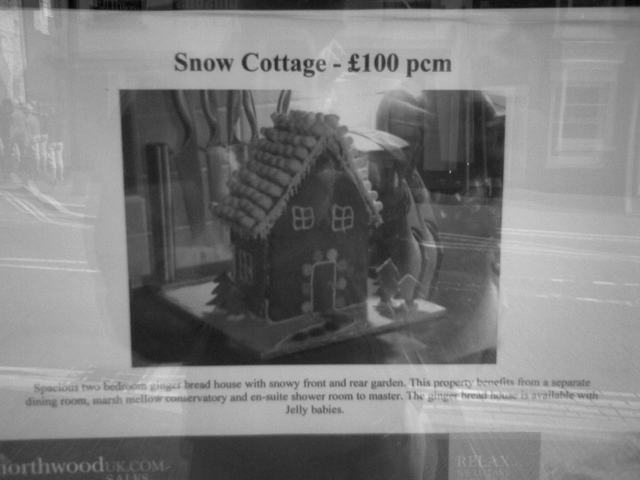 Snow Cottage - £100 pcm
Spacious two bedroom ginger bread house with snowy front and rear garden. This property benefits from a separate
dining room, marsh mellow conservatory and en-suite shower room to master. The ginger bread house is available with
Jelly babies.
northwoodUK.COM
SALES
RELAX...